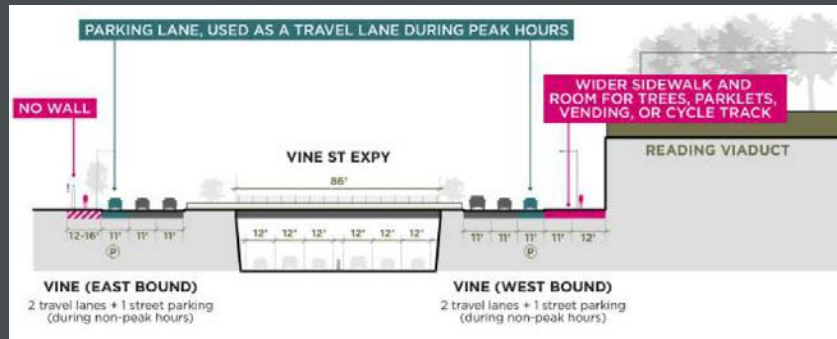 PARKING LANE, USED AS A TRAVEL LANE DURING PEAK HOURS
NO WALL
WIDER SIDEWALK AND
ROOM FOR TREES, PARKLETS,
VENDING, OR CYCLE TRACK
VINE ST EXPY
READING VIADUCT
86'
12-16' 11' 11' 11'
12' 12' 12' 12' 12' 12'
11' 11' 11' 11' 12'
P
P
VINE (EAST BOUND)
2 travel lanes + 1 street parking
(during non-peak hours)
VINE (WEST BOUND)
2 travel lanes + 1 street parking
(during non-peak hours)